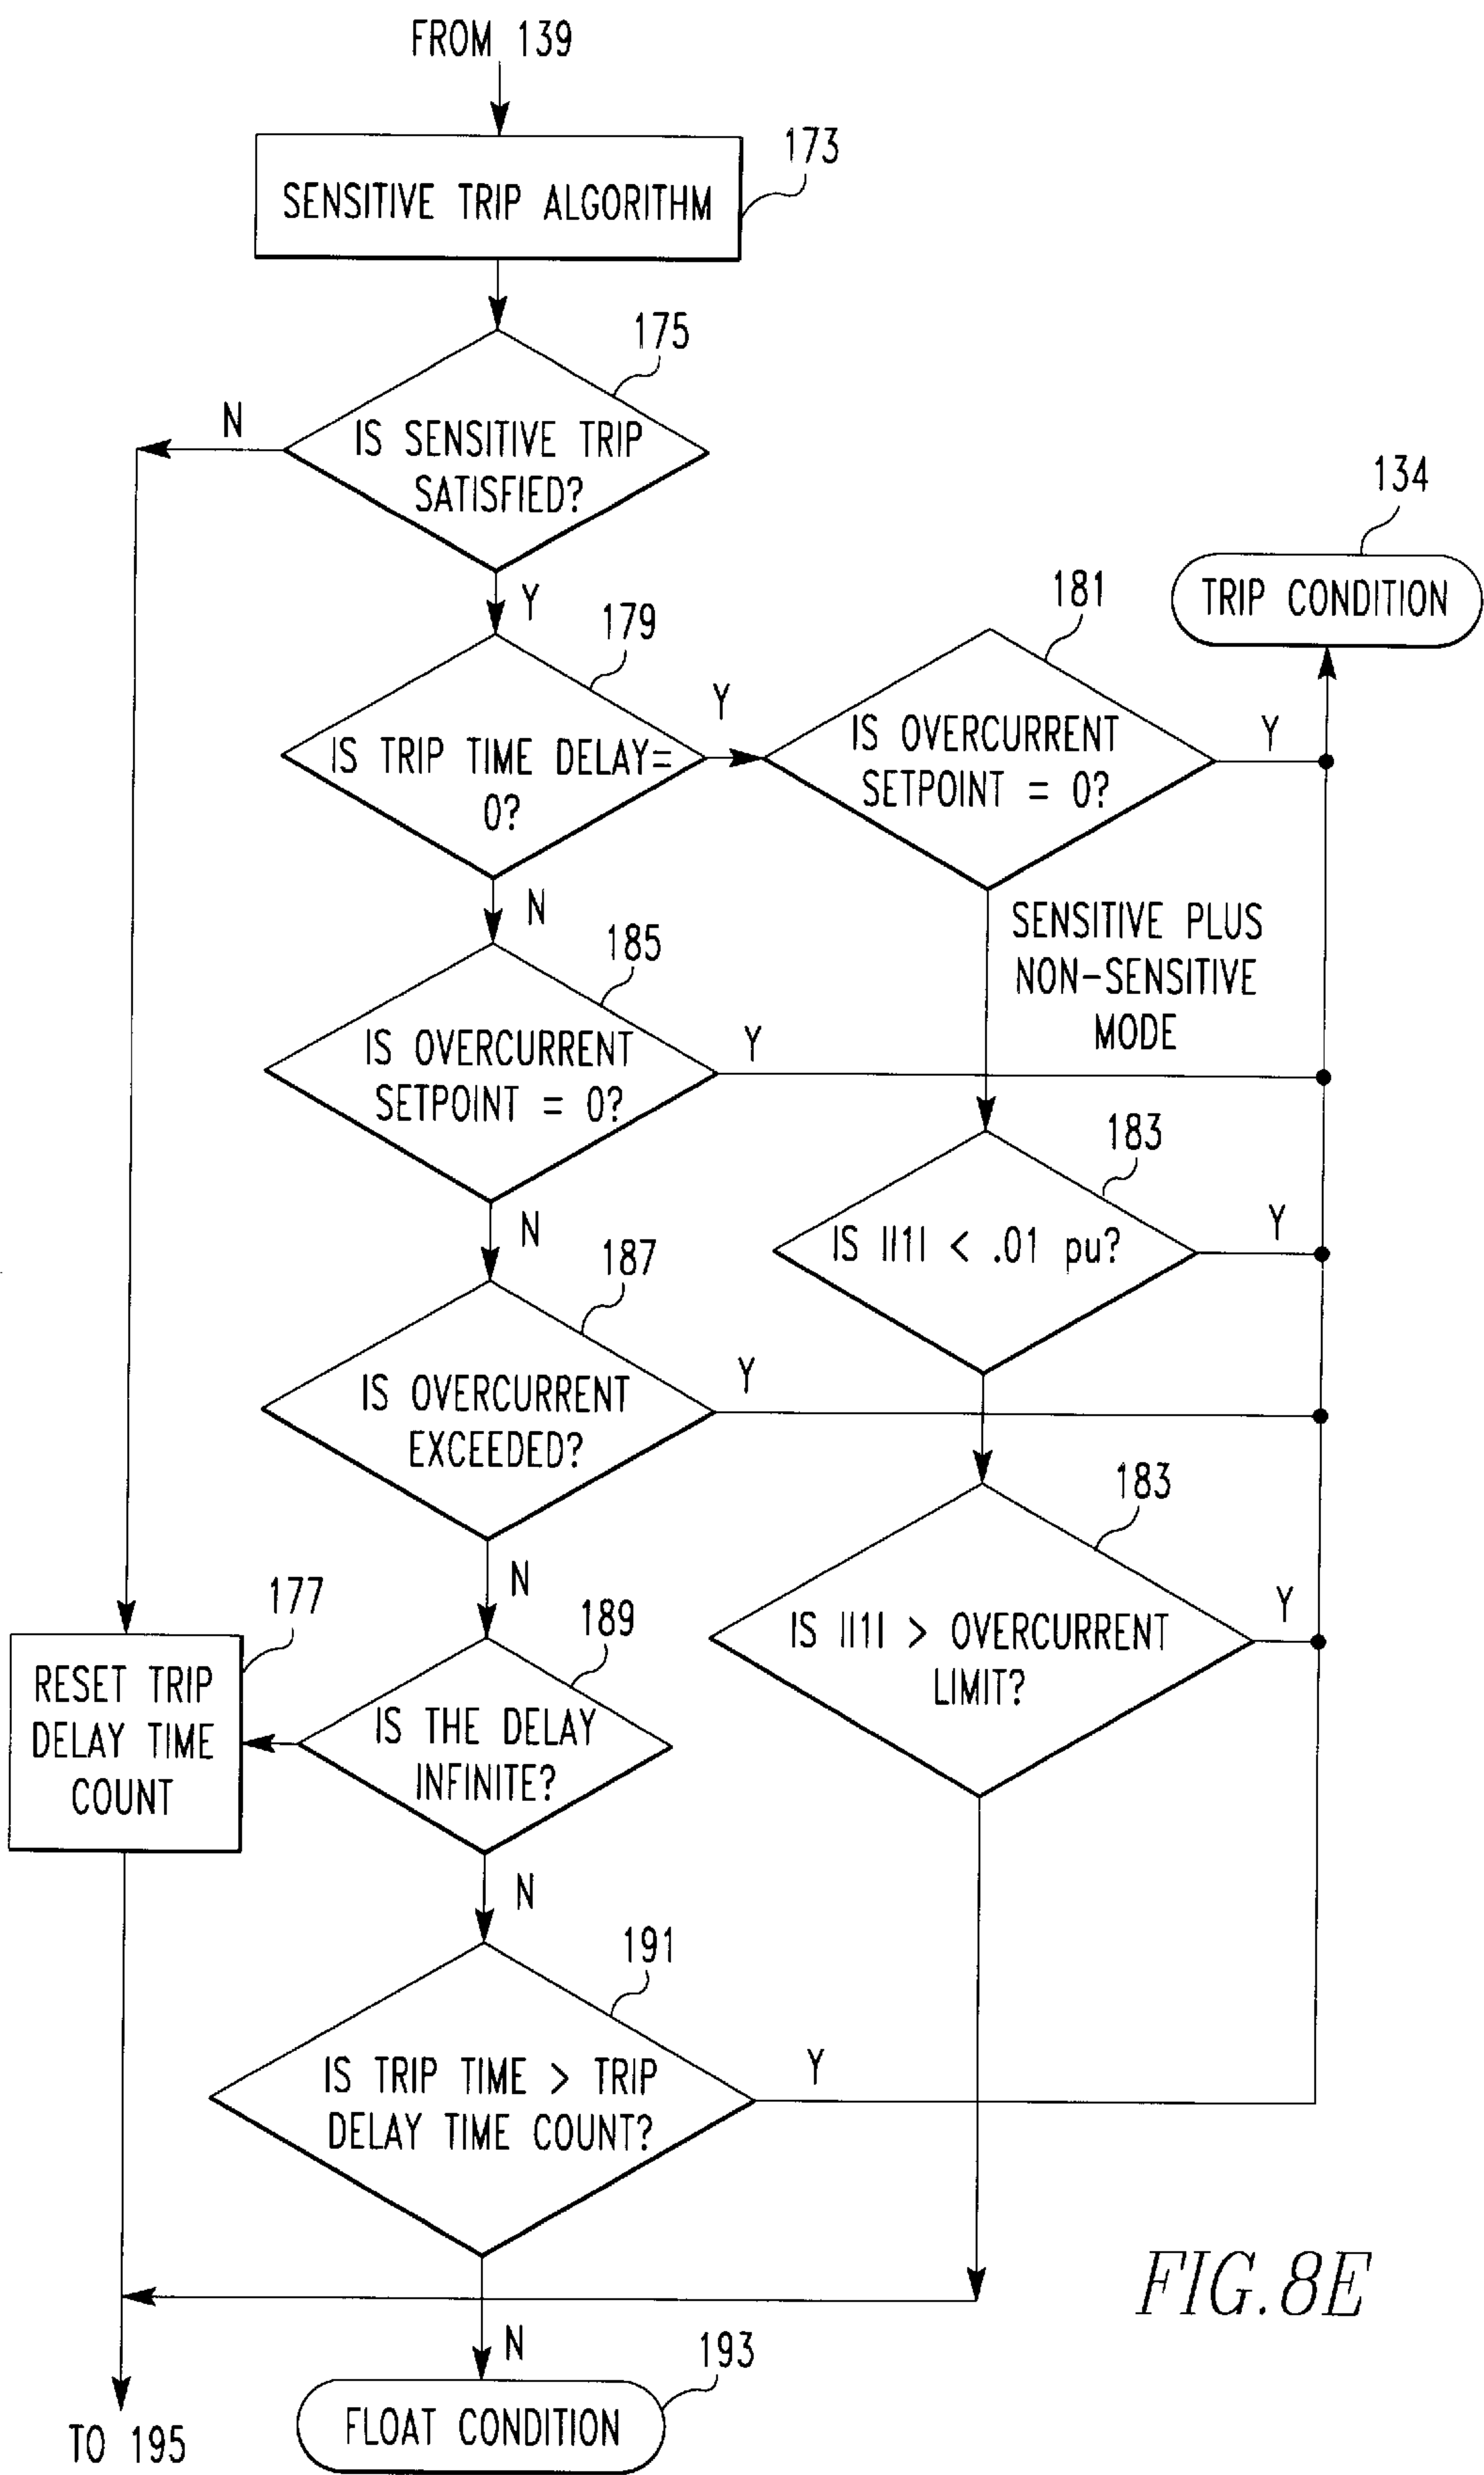 FROM 139
173
SENSITIVE TRIP ALGORITHM
175
N
IS SENSITIVE TRIP
SATISFIED?
134
TRIP CONDITION
Y
179
181
Y
IS TRIP TIME DELAY=
0?
IS OVERCURRENT
SETPOINT = 0?
Y
N
185
SENSITIVE PLUS
NON-SENSITIVE
MODE
IS OVERCURRENT
SETPOINT = 0?
Y
183
N
187
IS |I1| < .01 pu?
Y
IS OVERCURRENT
EXCEEDED?
Y
183
N
177
189
IS |I1| > OVERCURRENT
LIMIT?
Y
RESET TRIP
DELAY TIME
COUNT
IS THE DELAY
INFINITE?
N
191
IS TRIP TIME > TRIP
DELAY TIME COUNT?
Y
FIG.8E
N
193
FLOAT CONDITION
TO 195